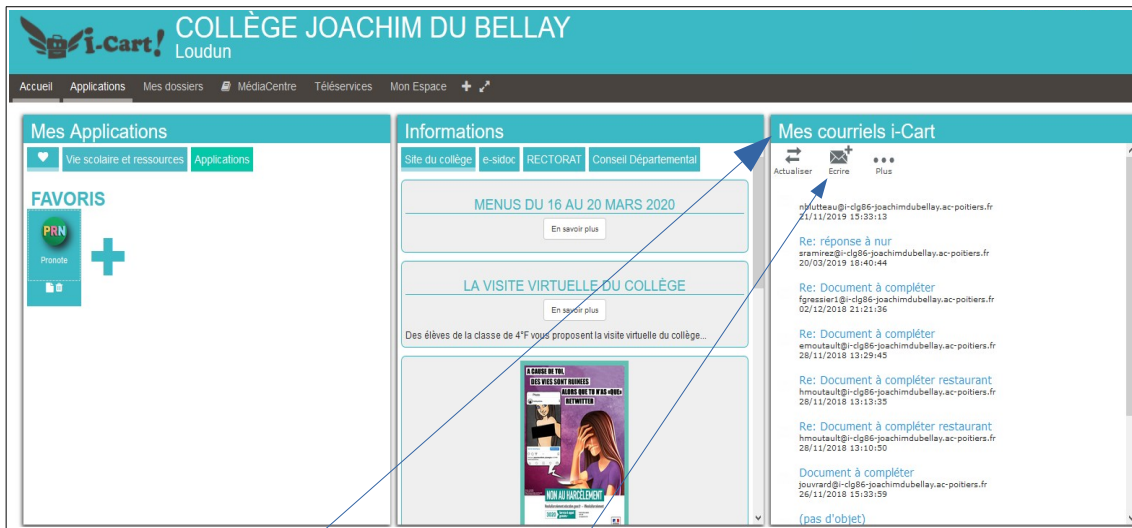 i-Cart!
COLLÈGE JOACHIM DU BELLAY
Loudun
Accueil Applications Mes dossiers MédiaCentre Téléservices Mon Espace
Mes Applications
Vie scolaire et ressources Applications
FAVORIS
PRN
Pronote
Informations
Site du collège e-sidoc RECTORAT Conseil Départemental
MENUS DU 16 AU 20 MARS 2020
En savoir plus
LA VISITE VIRTUELLE DU COLLÈGE
En savoir plus
Des élèves de la classe de 4°F vous proposent la visite virtuelle du collège...
A CAUSE DE TOI,
DES VIES SONT RUINÉES
ALORS QUE TU N'AS «QUE»
RETWITTER
NON AU HARCÈLEMENT
2020
Mes courriels i-Cart
Actualiser Ecrire Plus
nblutteau@i-clg86-joachimdubellay.ac-poitiers.fr
21/11/2019 15:33:13
Re: réponse à nur
sramirez@i-clg86-joachimdubellay.ac-poitiers.fr
20/03/2019 18:40:44
Re: Document à compléter
fgressier1@i-clg86-joachimdubellay.ac-poitiers.fr
02/12/2018 21:21:36
Re: Document à compléter
emoutault@i-clg86-joachimdubellay.ac-poitiers.fr
28/11/2018 13:29:45
Re: Document à compléter restaurant
hmoutault@i-clg86-joachimdubellay.ac-poitiers.fr
28/11/2018 13:13:35
Re: Document à compléter restaurant
hmoutault@i-clg86-joachimdubellay.ac-poitiers.fr
28/11/2018 13:10:50
Document à compléter
jouvrard@i-clg86-joachimdubellay.ac-poitiers.fr
26/11/2018 15:33:59
(pas d'objet)